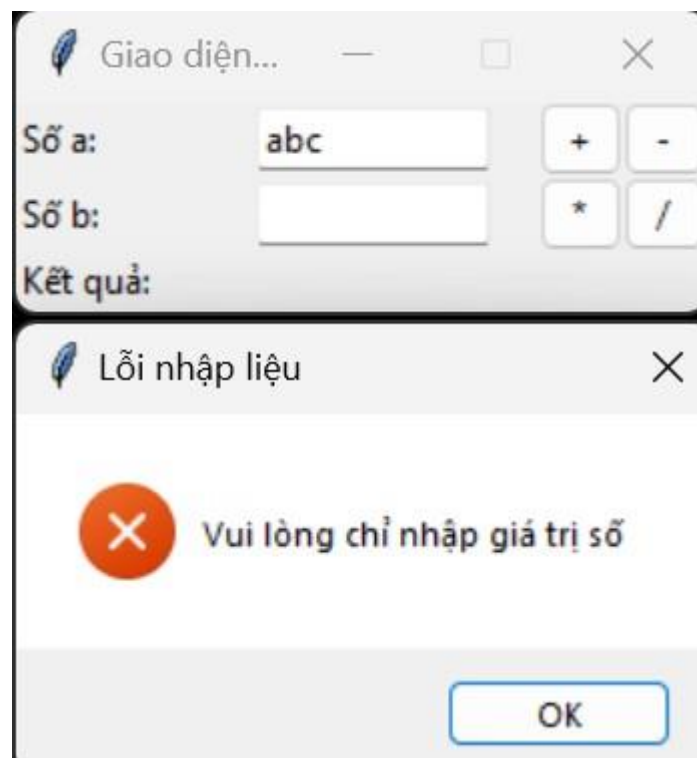 Giao diện...
Số a: abc + -
Số b: * /
Kết quả:
Lỗi nhập liệu
Vui lòng chỉ nhập giá trị số
OK